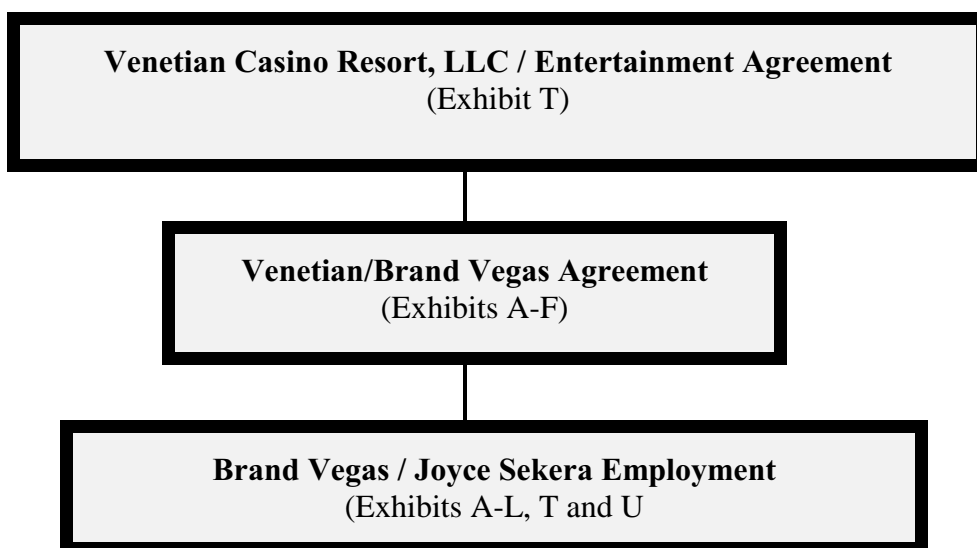 Venetian Casino Resort, LLC / Entertainment Agreement
(Exhibit T)
Venetian/Brand Vegas Agreement
(Exhibits A-F)
Brand Vegas / Joyce Sekera Employment
(Exhibits A-L, T and U